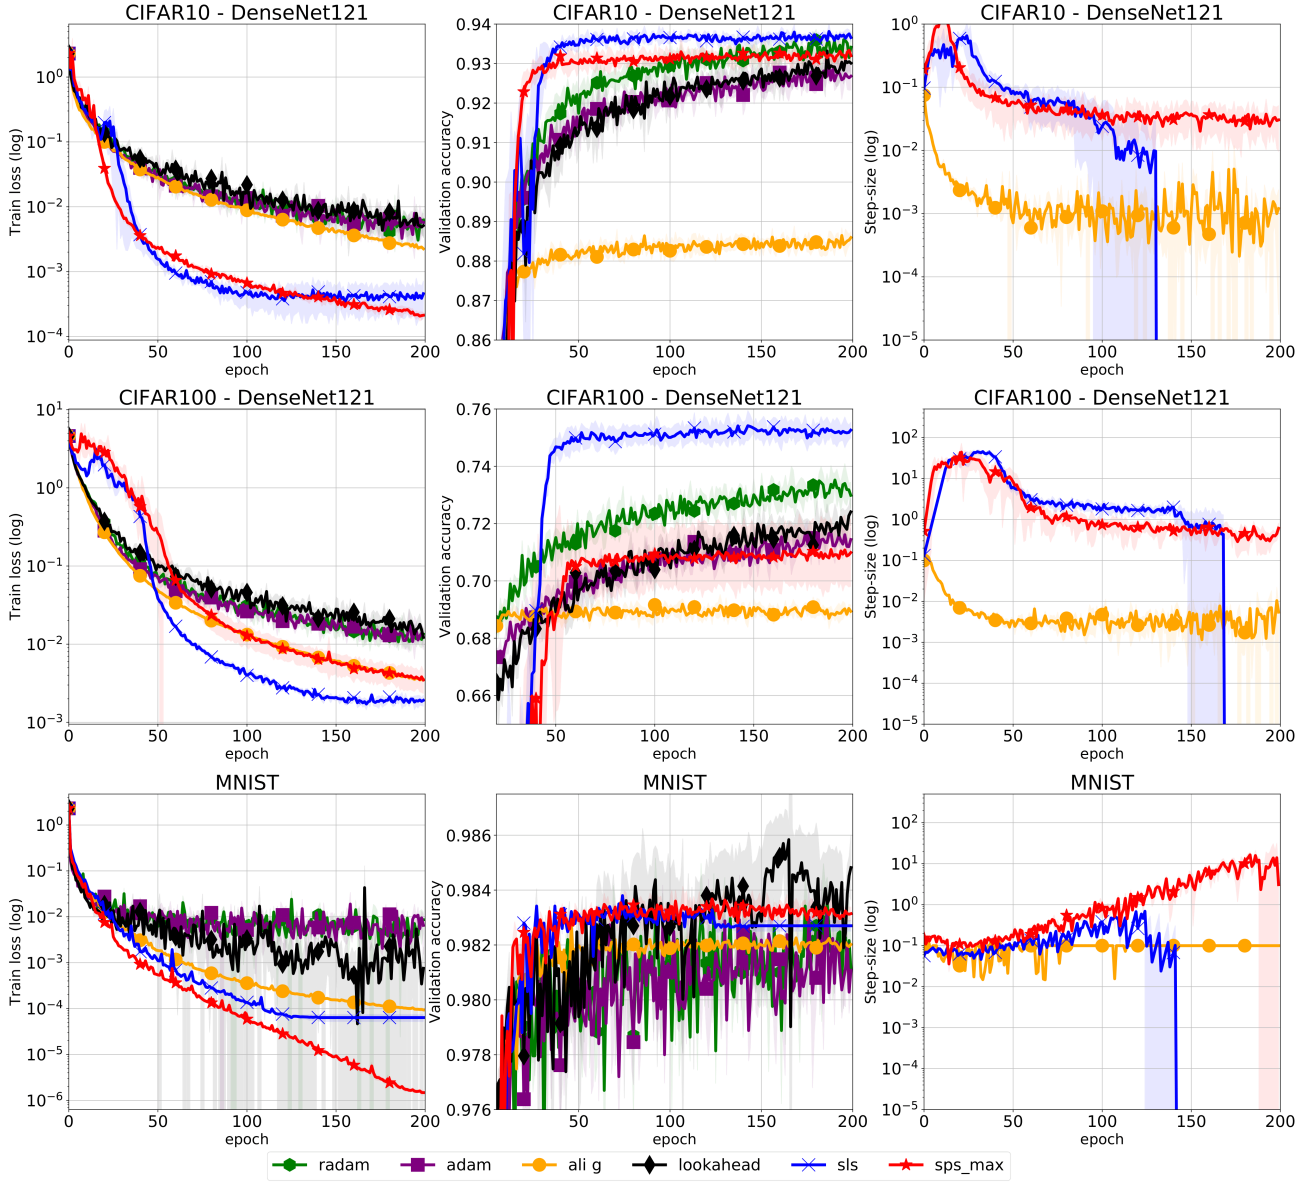 CIFAR10 - DenseNet121
Train loss (log)
10^0
10^-1
10^-2
10^-3
10^-4
0 50 100 150 200
epoch
CIFAR10 - DenseNet121
Validation accuracy
0.94
0.93
0.92
0.91
0.90
0.89
0.88
0.87
0.86
50 100 150 200
epoch
CIFAR10 - DenseNet121
Step-size (log)
10^0
10^-1
10^-2
10^-3
10^-4
10^-5
0 50 100 150 200
epoch
CIFAR100 - DenseNet121
Train loss (log)
10^1
10^0
10^-1
10^-2
10^-3
0 50 100 150 200
epoch
CIFAR100 - DenseNet121
Validation accuracy
0.76
0.74
0.72
0.70
0.68
0.66
50 100 150 200
epoch
CIFAR100 - DenseNet121
Step-size (log)
10^2
10^1
10^0
10^-1
10^-2
10^-3
10^-4
10^-5
0 50 100 150 200
epoch
MNIST
Train loss (log)
10^0
10^-1
10^-2
10^-3
10^-4
10^-5
10^-6
0 50 100 150 200
epoch
MNIST
Validation accuracy
0.986
0.984
0.982
0.980
0.978
0.976
50 100 150 200
epoch
MNIST
Step-size (log)
10^2
10^1
10^0
10^-1
10^-2
10^-3
10^-4
10^-5
0 50 100 150 200
epoch
radam adam ali g lookahead sls sps_max